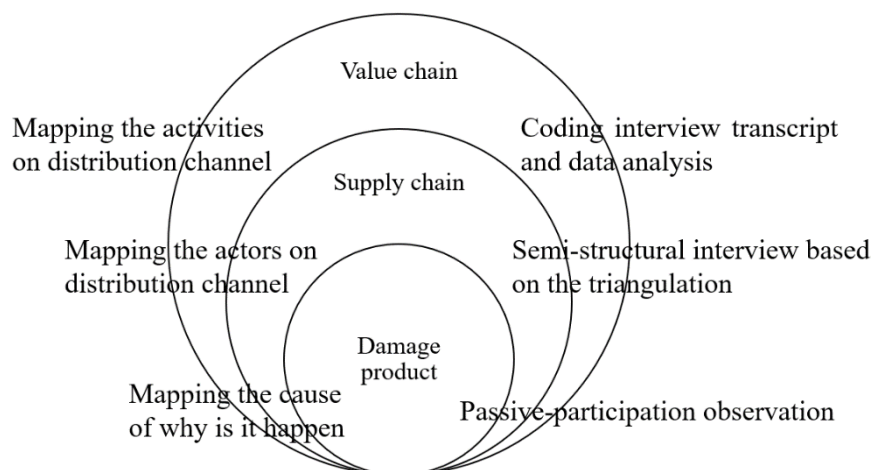 Value chain
Mapping the activities
on distribution channel
Coding interview transcript
and data analysis
Supply chain
Mapping the actors on
distribution channel
Semi-structural interview based
on the triangulation
Damage
product
Mapping the cause
of why is it happen
Passive-participation observation